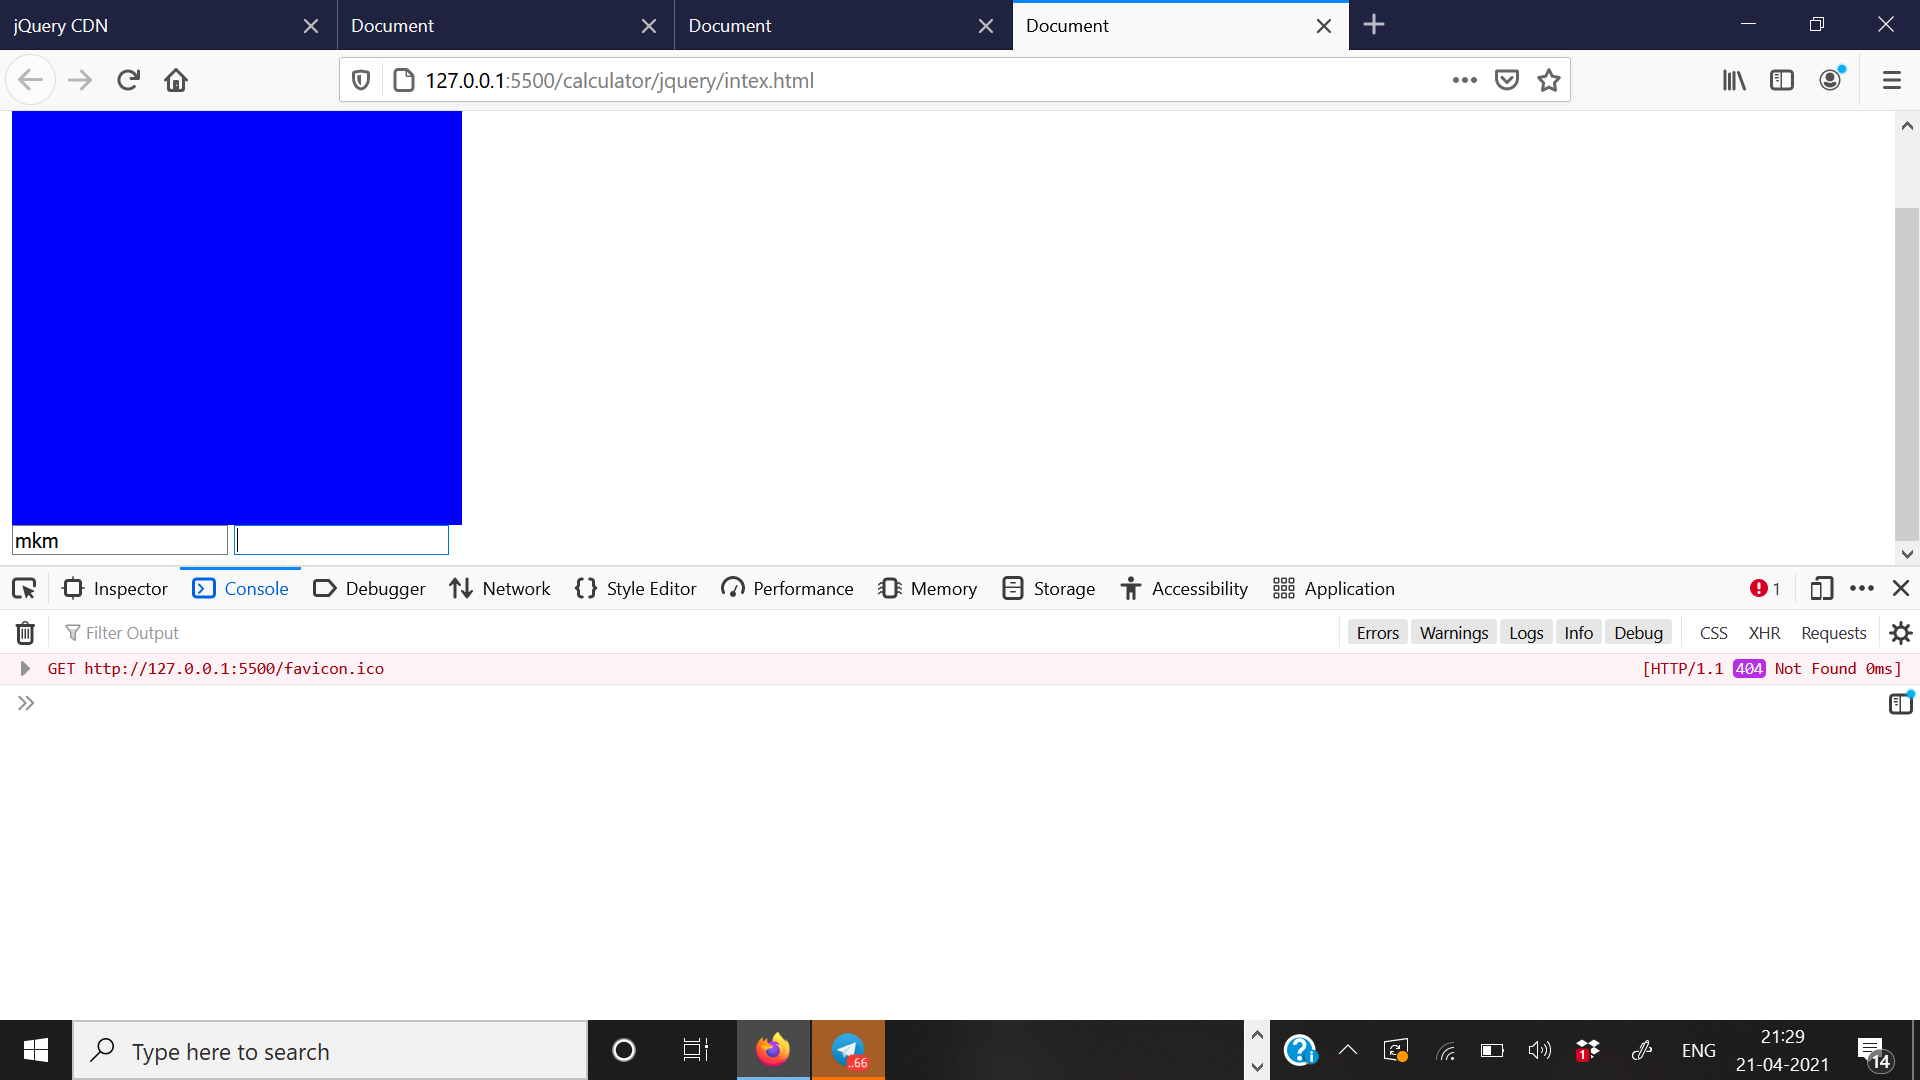 jQuery CDN
Document
Document
Document
127.0.0.1:5500/calculator/jquery/intex.html
mkm
Inspector
Console
Debugger
Network
Style Editor
Performance
Memory
Storage
Accessibility
Application
1
Filter Output
Errors
Warnings
Logs
Info
Debug
CSS
XHR
Requests
GET http://127.0.0.1:5500/favicon.ico
[HTTP/1.1 404 Not Found 0ms]
Type here to search
..66
1
ENG
21:29
21-04-2021
14